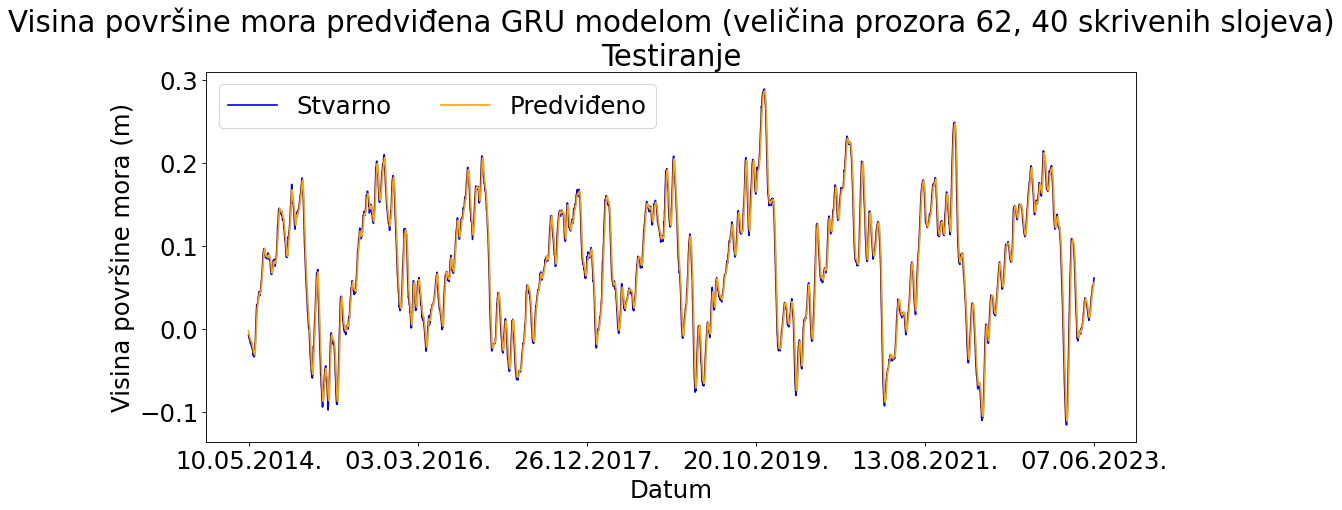 Visina površine mora predviđena GRU modelom (veličina prozora 62, 40 skrivenih slojeva)
Testiranje
Stvarno
Predviđeno
Visina površine mora (m)
0.3
0.2
0.1
0.0
−0.1
10.05.2014.
03.03.2016.
26.12.2017.
20.10.2019.
13.08.2021.
07.06.2023.
Datum